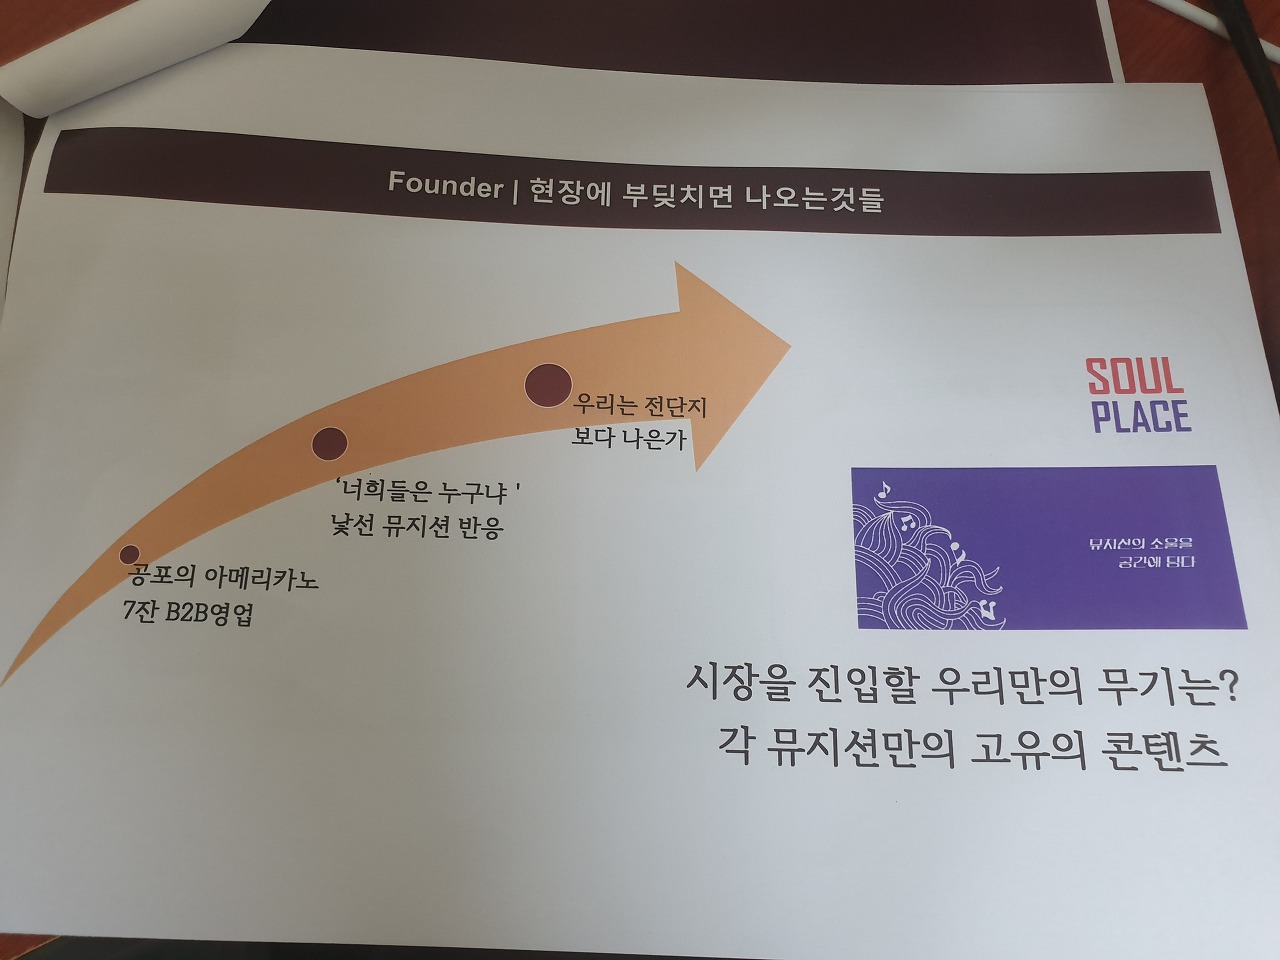 Founder | 현장에 부딪치면 나오는것들
우리는 전단지
보다 나은가
'너희들은 누구냐 '
낯선 뮤지션 반응
공포의 아메리카노
7잔 B2B영업
SOUL
PLACE
뮤지션의 소울을
공간에 담다
시장을 진입할 우리만의 무기는?
각 뮤지션만의 고유의 콘텐츠